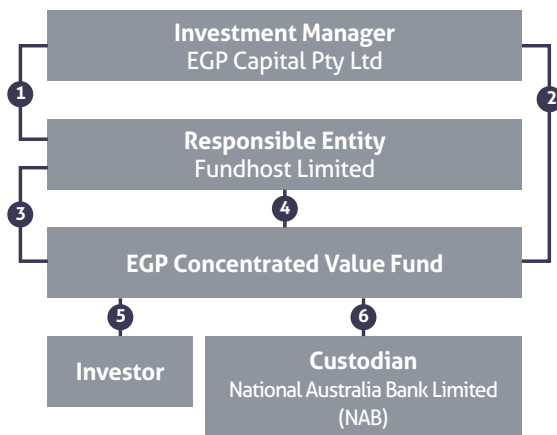 Investment Manager
EGP Capital Pty Ltd
1
2
Responsible Entity
Fundhost Limited
3
4
EGP Concentrated Value Fund
5
6
Investor
Custodian
National Australia Bank Limited
(NAB)